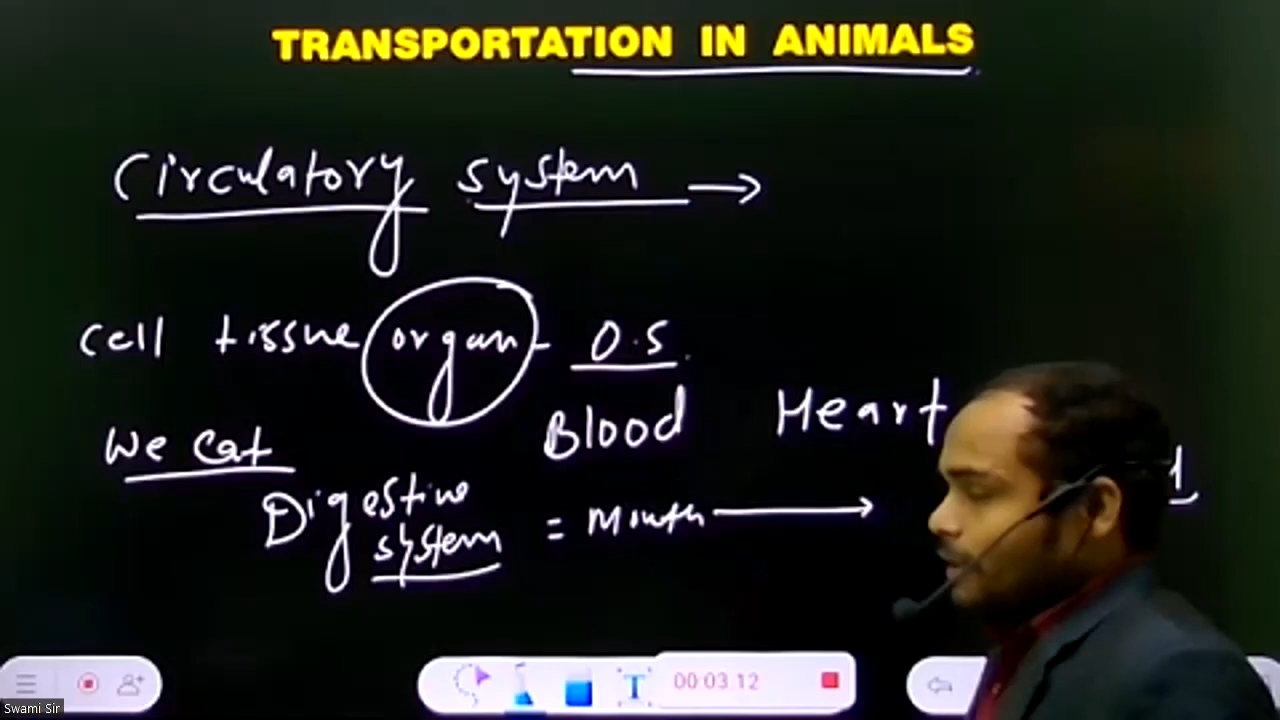 TRANSPORTATION IN ANIMALS
Circulatory system →
Cell tissue organ - O.S.
We eat Blood Heart
Digestive system = Mouth →
00:03:12
Swami Sir